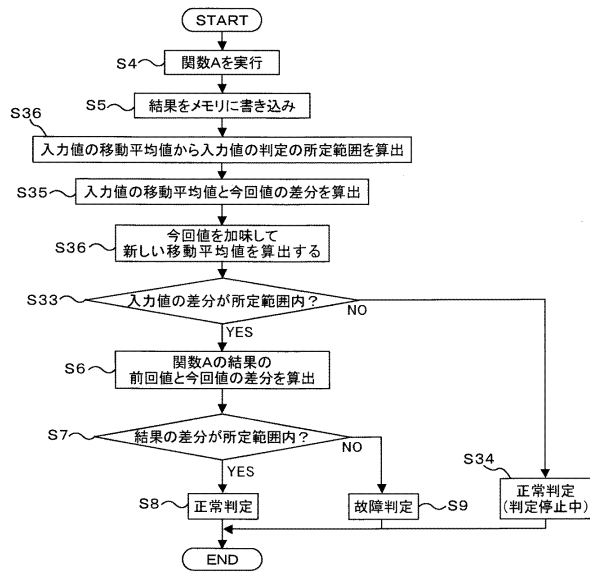 START
S4
関数Aを実行
S5
結果をメモリに書き込み
S36
入力値の移動平均値から入力値の判定の所定範囲を算出
S35
入力値の移動平均値と今回値の差分を算出
S36
今回値を加味して
新しい移動平均値を算出する
S33
入力値の差分が所定範囲内？
NO
YES
S6
関数Aの結果の
前回値と今回値の差分を算出
S7
結果の差分が所定範囲内？
NO
YES
S34
正常判定
(判定停止中)
S8
正常判定
故障判定
S9
END